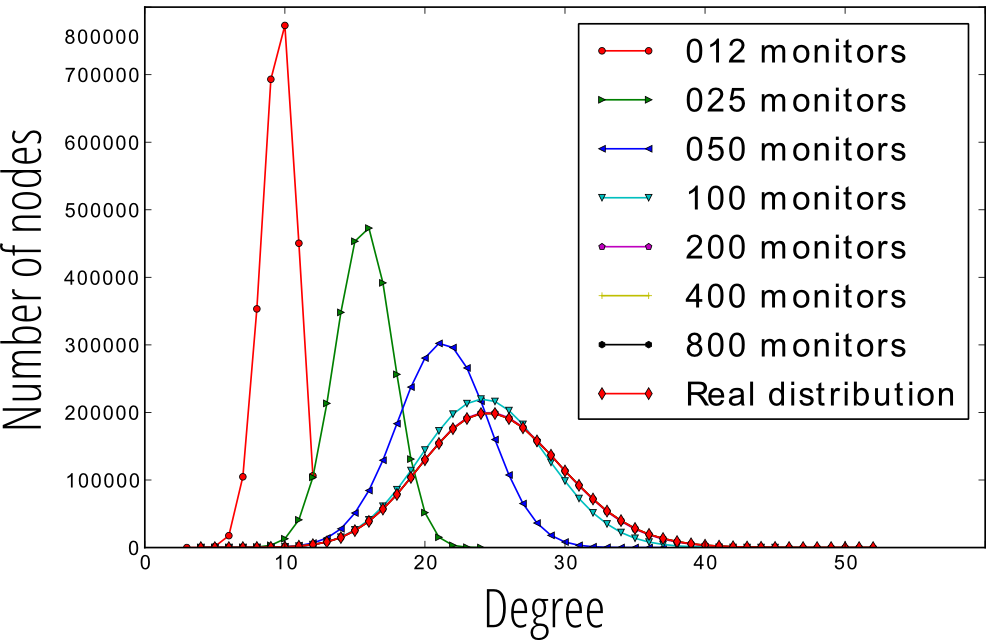 800000
700000
600000
500000
400000
300000
200000
100000
0
0 10 20 30 40 50
Number of nodes
Degree
012 monitors
025 monitors
050 monitors
100 monitors
200 monitors
400 monitors
800 monitors
Real distribution